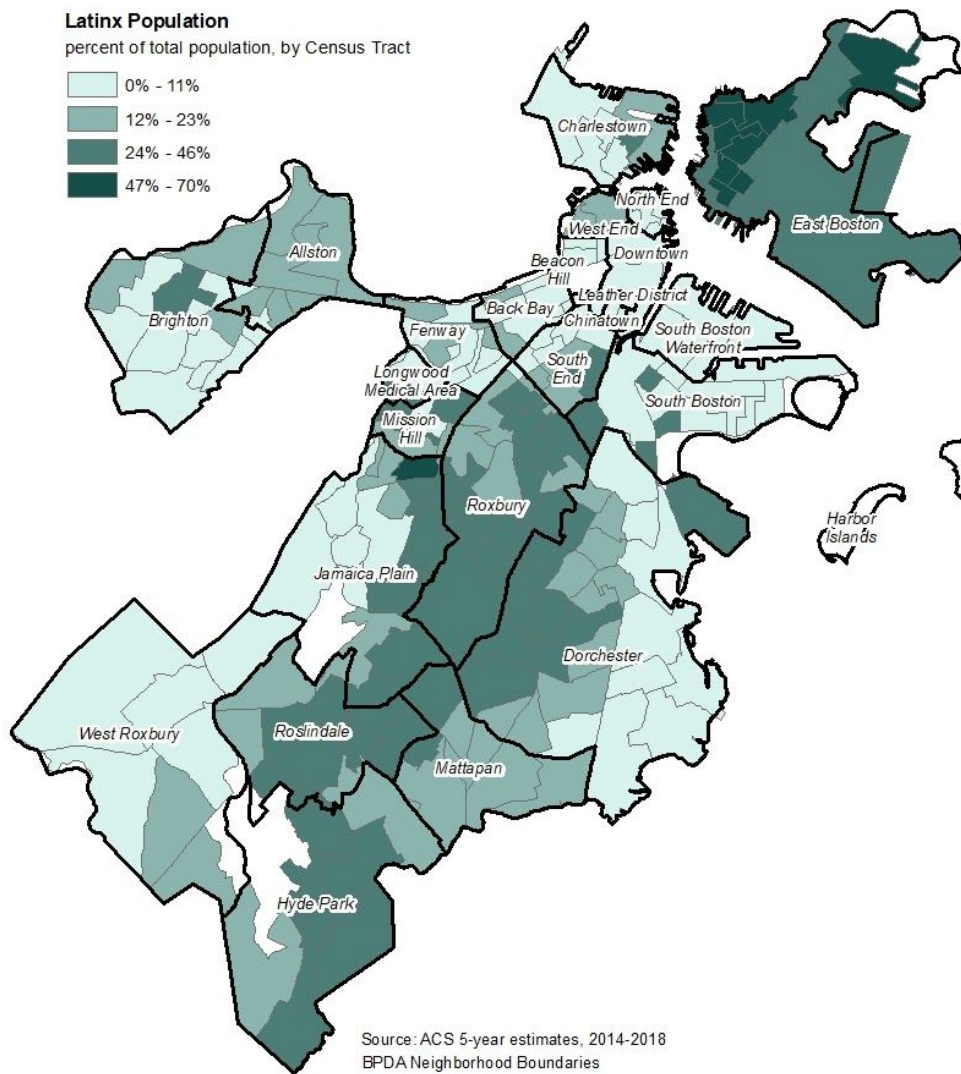 Latinx Population
percent of total population, by Census Tract
0% - 11%
12% - 23%
24% - 46%
47% - 70%
Charlestown
North End
West End
East Boston
Allston
Beacon
Hill
Downtown
Leather District
Back Bay
Brighton
Fenway
Chinatown
South Boston
Waterfront
South
End
Longwood
Medical Area
South Boston
Mission
Hill
Roxbury
Harbor
Islands
Jamaica Plain
Dorchester
West Roxbury
Roslindale
Mattapan
Hyde Park
Source: ACS 5-year estimates, 2014-2018
BPDA Neighborhood Boundaries